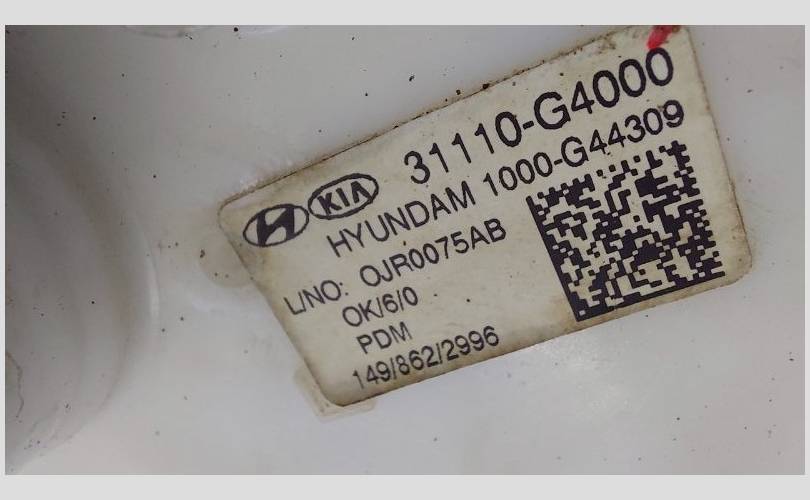 31110-G4000
KIA
HYUNDAM 1000-G44309
L/NO: OJR0075AB
OK/6/0
PDM
149/862/2996